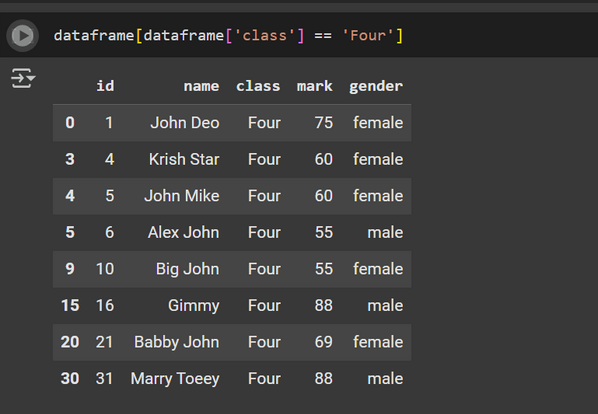 dataframe[dataframe['class'] == 'Four']
id name class mark gender
0 1 John Deo Four 75 female
3 4 Krish Star Four 60 female
4 5 John Mike Four 60 female
5 6 Alex John Four 55 male
9 10 Big John Four 55 female
15 16 Gimmy Four 88 male
20 21 Babby John Four 69 female
30 31 Marry Toeey Four 88 male